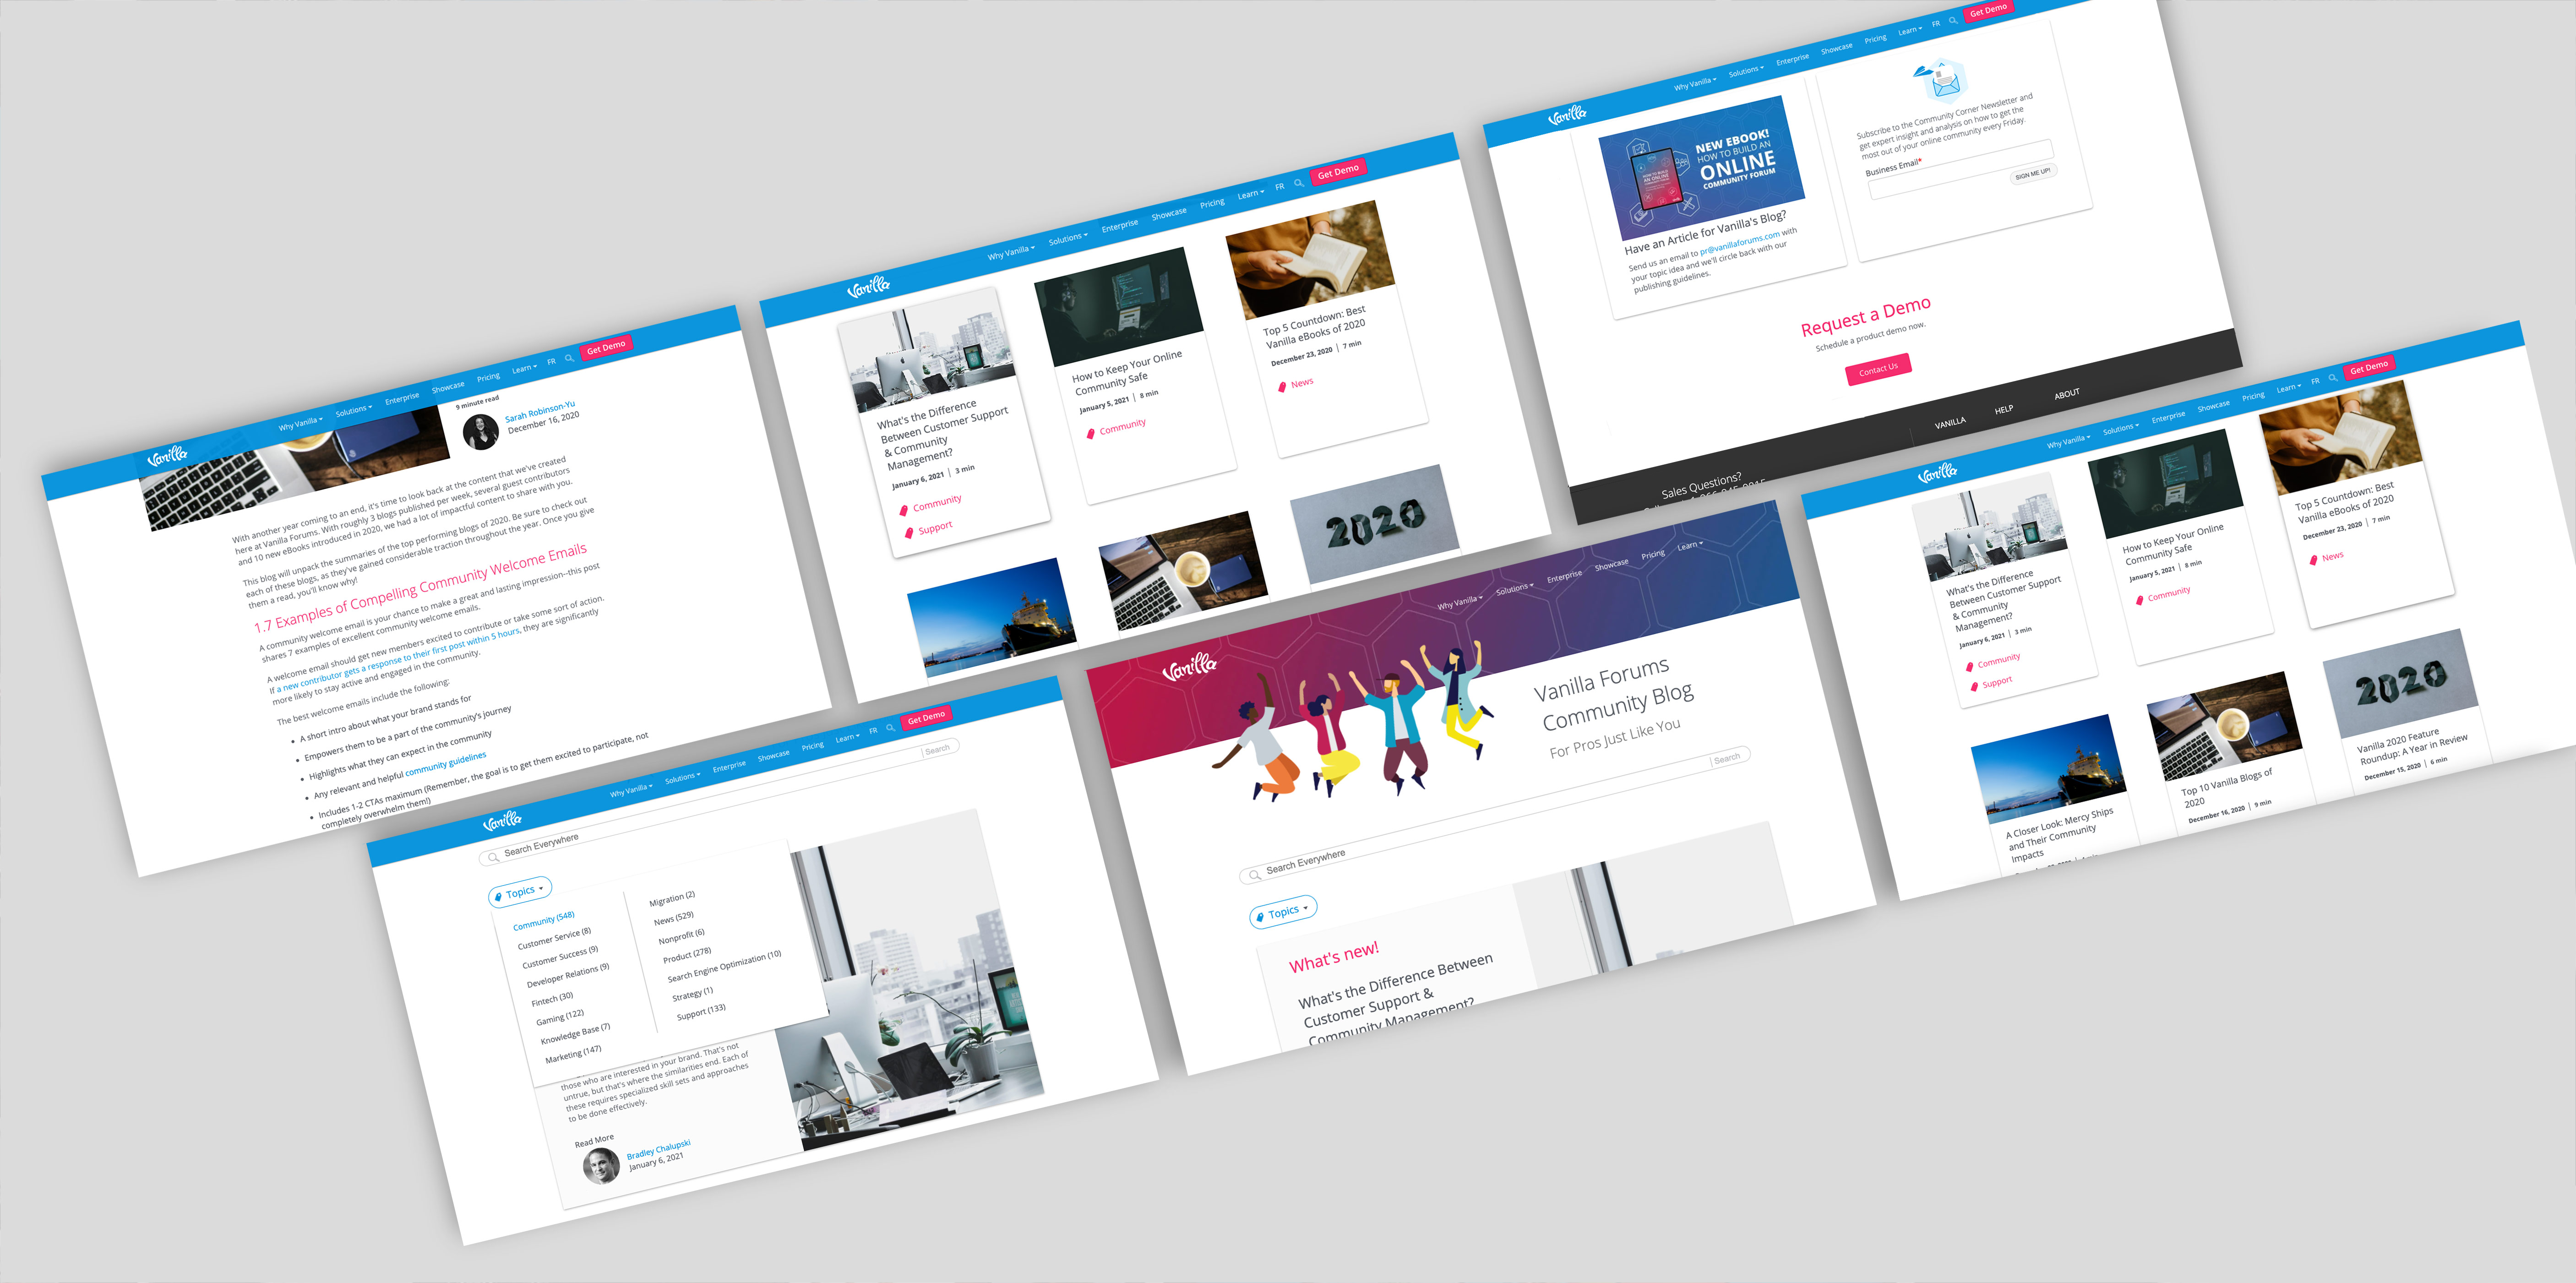 Vanilla
Why Vanilla
Solutions
Enterprise
Showcase
Pricing
Learn
FR
Get Demo
9 minute read
Sarah Robinson-Yu
December 16, 2020
With another year coming to an end, it's time to look back at the content that we've created
here at Vanilla Forums. With roughly 3 blogs published per week, several guest contributors
and 10 new eBooks introduced in 2020, we had a lot of impactful content to share with you.
This blog will unpack the summaries of the top performing blogs of 2020. Be sure to check out
each of these blogs, as they've gained considerable traction throughout the year. Once you give
them a read, you'll know why!
1.7 Examples of Compelling Community Welcome Emails
A community welcome email is your chance to make a great and lasting impression--this post
shares 7 examples of excellent community welcome emails.
A welcome email should get new members excited to contribute or take some sort of action.
If a new contributor gets a response to their first post within 5 hours, they are significantly
more likely to stay active and engaged in the community.
The best welcome emails include the following:
• A short intro about what your brand stands for
• Empowers them to be a part of the community's journey
• Highlights what they can expect in the community
• Any relevant and helpful community guidelines
• Includes 1-2 CTAs maximum (Remember, the goal is to get them excited to participate, not
completely overwhelm them!)
Vanilla
Why Vanilla
Solutions
Enterprise
Showcase
Pricing
Learn
FR
Get Demo
What's the Difference
Between Customer Support
& Community
Management?
January 6, 2021 | 3 min
Community
Support
How to Keep Your Online
Community Safe
January 5, 2021 | 8 min
Community
Top 5 Countdown: Best
Vanilla eBooks of 2020
December 23, 2020 | 7 min
News
2020
Vanilla
Why Vanilla
Solutions
Enterprise
Showcase
Pricing
Learn
FR
Get Demo
NEW EBOOK!
HOW TO BUILD AN
ONLINE
COMMUNITY FORUM
Have an Article for Vanilla's Blog?
Send us an email to pr@vanillaforums.com with
your topic idea and we'll circle back with our
publishing guidelines.
Subscribe to the Community Corner Newsletter and
get expert insight and analysis on how to get the
most out of your online community every Friday.
Business Email*
SIGN ME UP!
Request a Demo
Schedule a product demo now.
Contact Us
Sales Questions?
VANILLA
HELP
ABOUT
Vanilla
Why Vanilla
Solutions
Enterprise
Showcase
Pricing
Learn
FR
Get Demo
Search Everywhere
Search
Topics
Community (548)
Customer Service (8)
Customer Success (9)
Developer Relations (9)
Fintech (30)
Gaming (122)
Knowledge Base (7)
Marketing (147)
Migration (2)
News (529)
Nonprofit (6)
Product (278)
Search Engine Optimization (10)
Strategy (1)
Support (133)
those who are interested in your brand. That's not
untrue, but that's where the similarities end. Each of
these requires specialized skill sets and approaches
to be done effectively.
Read More
Bradley Chalupski
January 6, 2021
Vanilla
Why Vanilla
Solutions
Enterprise
Showcase
Pricing
Learn
Vanilla Forums
Community Blog
For Pros Just Like You
Search Everywhere
Search
Topics
What's new!
What's the Difference Between
Customer Support &
Community Management?
Vanilla
Why Vanilla
Solutions
Enterprise
Showcase
Pricing
Learn
FR
Get Demo
What's the Difference
Between Customer Support
& Community
Management?
January 6, 2021 | 3 min
Community
Support
How to Keep Your Online
Community Safe
January 5, 2021 | 8 min
Community
Top 5 Countdown: Best
Vanilla eBooks of 2020
December 23, 2020 | 7 min
News
A Closer Look: Mercy Ships
and Their Community
Impacts
Top 10 Vanilla Blogs of
2020
December 16, 2020 | 9 min
2020
Vanilla 2020 Feature
Roundup: A Year in Review
December 15, 2020 | 6 min